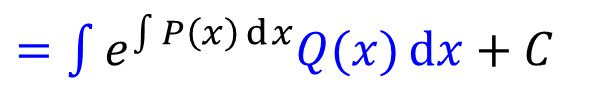 = ∫ e^{∫ P(x) dx} Q(x) dx + C